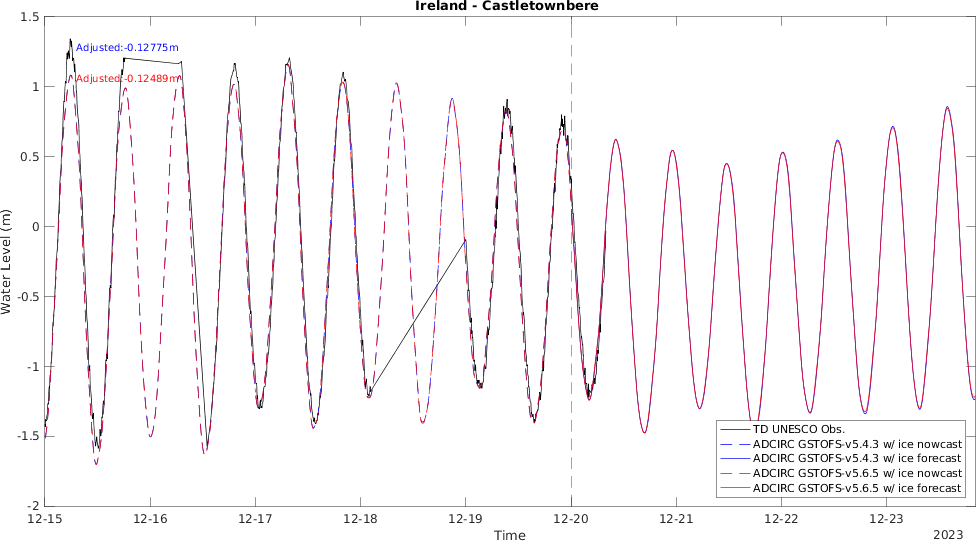 Ireland - Castletownbere
1.5
1
0.5
0
-0.5
-1
-1.5
-2
Water Level (m)
Adjusted:-0.12775m
Adjusted:-0.12489m
TD UNESCO Obs.
ADCIRC GSTOFS-v5.4.3 w/ ice nowcast
ADCIRC GSTOFS-v5.4.3 w/ ice forecast
ADCIRC GSTOFS-v5.6.5 w/ ice nowcast
ADCIRC GSTOFS-v5.6.5 w/ ice forecast
12-15 12-16 12-17 12-18 12-19 12-20 12-21 12-22 12-23
Time
2023